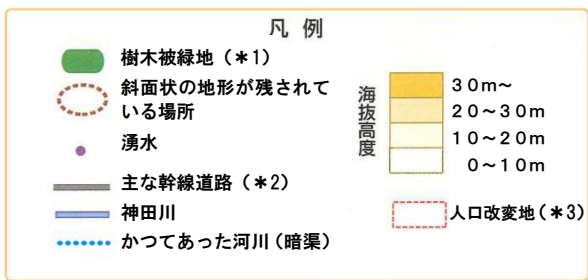 凡 例
樹木被緑地（＊1）
斜面状の地形が残されて
いる場所
湧水
主な幹線道路（＊2）
神田川
かつてあった河川（暗渠）
海抜高度
３０ｍ～
２０～３０ｍ
１０～２０ｍ
０～１０ｍ
人口改変地（＊3）